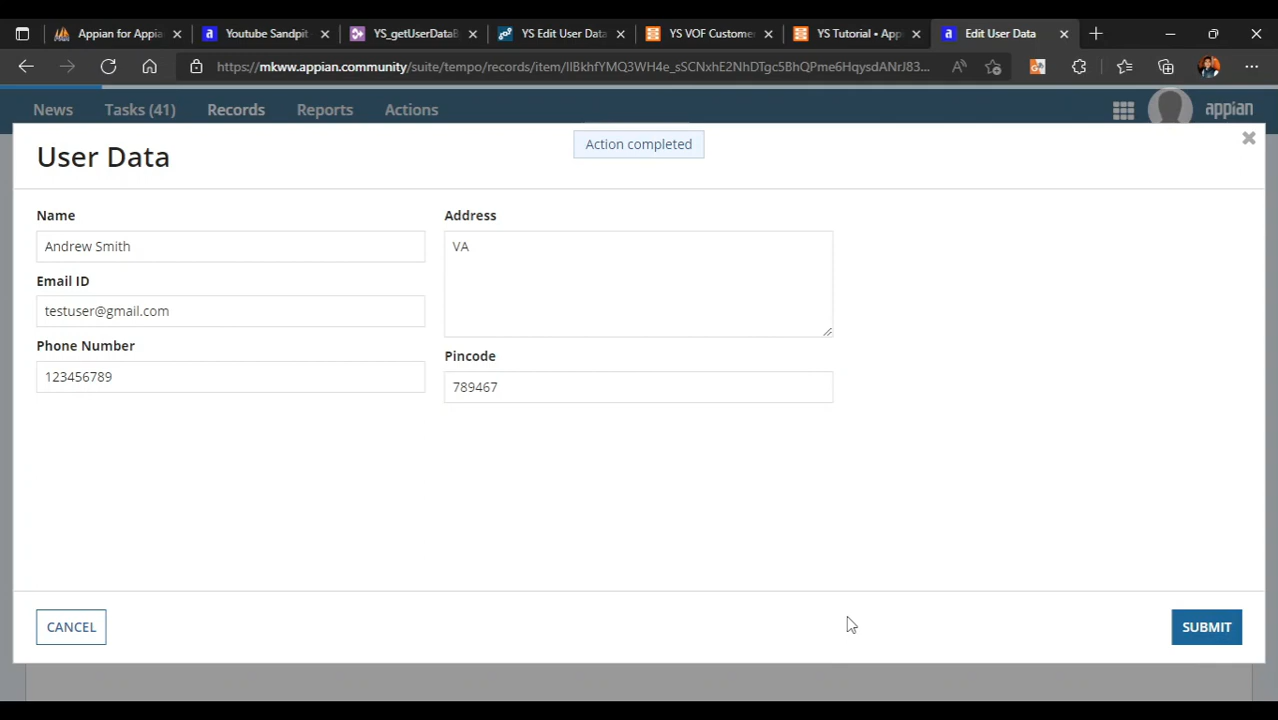 Appian for Appia
Youtube Sandpit
YS_getUserDataB
YS Edit User Data
YS VOF Customer
YS Tutorial • App
Edit User Data
https://mkww.appian.community/suite/tempo/records/item/lIBkhfYMQ3WH4e_sSCNxhE2NhDTgc5BhQPme6HqysdANrJ83...
News
Tasks (41)
Records
Reports
Actions
appian
User Data
Action completed
Name
Andrew Smith
Email ID
testuser@gmail.com
Phone Number
123456789
Address
VA
Pincode
789467
CANCEL
SUBMIT